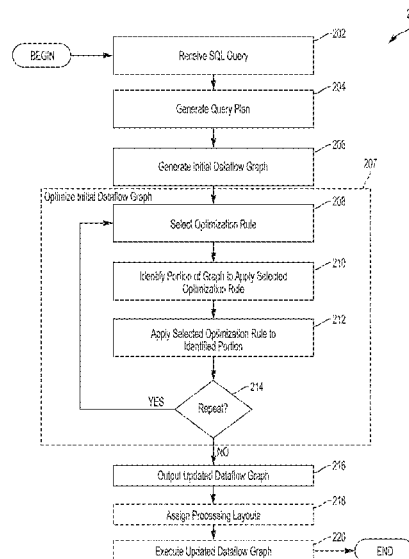 2
BEGIN
Receive SQL Query
202
Generate Query Plan
204
Generate Initial Dataflow Graph
206
207
Optimize Initial Dataflow Graph
Select Optimization Rule
208
Identify Portion of Graph to Apply Selected
Optimization Rule
210
Apply Selected Optimization Rule to
Identified Portion
212
Repeat?
214
YES
NO
Output Updated Dataflow Graph
216
Assign Processing Layouts
218
Execute Updated Dataflow Graph
220
END